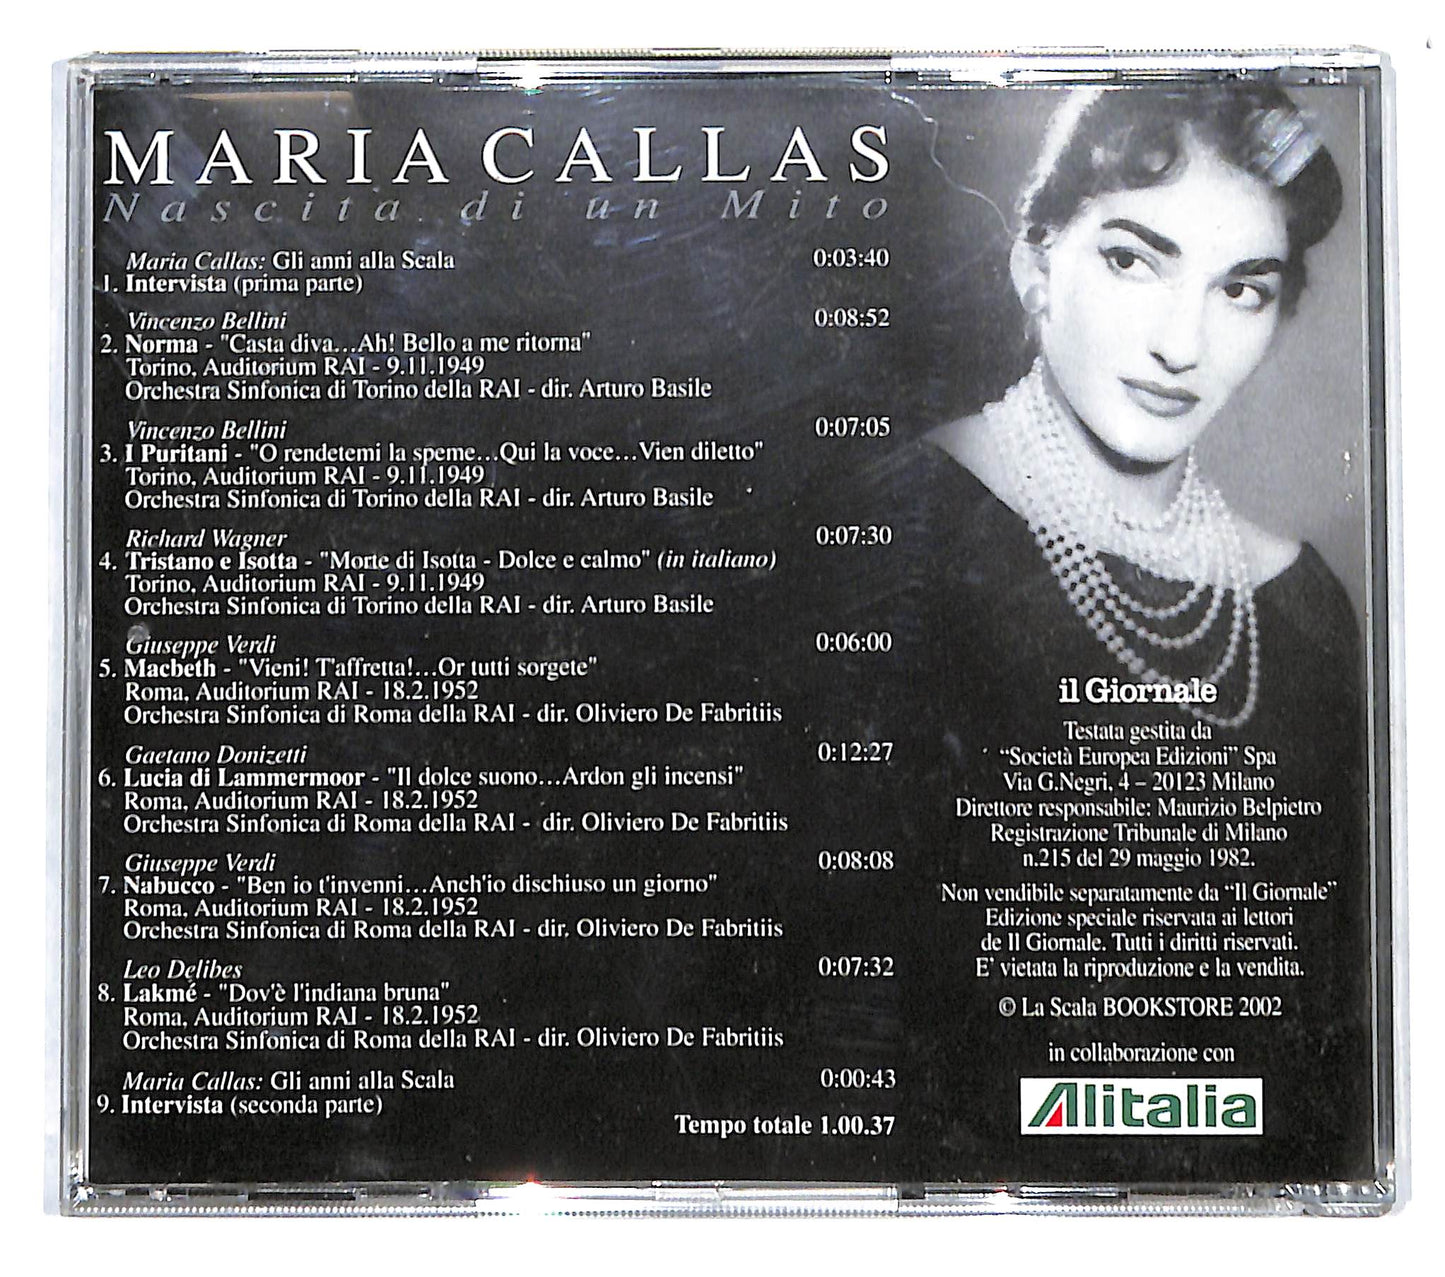 MARIA CALLAS
Nascita di un Mito
Maria Callas: Gli anni alla Scala 0:03:40
1. Intervista (prima parte)
Vincenzo Bellini 0:08:52
2. Norma - "Casta diva...Ah! Bello a me ritorna"
Torino, Auditorium RAI - 9.11.1949
Orchestra Sinfonica di Torino della RAI - dir. Arturo Basile
Vincenzo Bellini 0:07:05
3. I Puritani - "O rendetemi la speme...Qui la voce...Vien diletto"
Torino, Auditorium RAI - 9.11.1949
Orchestra Sinfonica di Torino della RAI - dir. Arturo Basile
Richard Wagner 0:07:30
4. Tristano e Isotta - "Morte di Isotta - Dolce e calmo" (in italiano)
Torino, Auditorium RAI - 9.11.1949
Orchestra Sinfonica di Torino della RAI - dir. Arturo Basile
Giuseppe Verdi 0:06:00
5. Macbeth - "Vieni! T'affretta!...Or tutti sorgete"
Roma, Auditorium RAI - 18.2.1952
Orchestra Sinfonica di Roma della RAI - dir. Oliviero De Fabritiis
Gaetano Donizetti 0:12:27
6. Lucia di Lammermoor - "Il dolce suono...Ardon gli incensi"
Roma, Auditorium RAI - 18.2.1952
Orchestra Sinfonica di Roma della RAI - dir. Oliviero De Fabritiis
Giuseppe Verdi 0:08:08
7. Nabucco - "Ben io t'invenni...Anch'io dischiuso un giorno"
Roma, Auditorium RAI - 18.2.1952
Orchestra Sinfonica di Roma della RAI - dir. Oliviero De Fabritiis
Leo Delibes 0:07:32
8. Lakmé - "Dov'è l'indiana bruna"
Roma, Auditorium RAI - 18.2.1952
Orchestra Sinfonica di Roma della RAI - dir. Oliviero De Fabritiis
Maria Callas: Gli anni alla Scala 0:00:43
9. Intervista (seconda parte)
Tempo totale 1.00.37
il Giornale
Testata gestita da
“Società Europea Edizioni” Spa
Via G.Negri, 4 – 20123 Milano
Direttore responsabile: Maurizio Belpietro
Registrazione Tribunale di Milano
n.215 del 29 maggio 1982.
Non vendibile separatamente da “Il Giornale”
Edizione speciale riservata ai lettori
de Il Giornale. Tutti i diritti riservati.
E' vietata la riproduzione e la vendita.
© La Scala BOOKSTORE 2002
in collaborazione con
Alitalia